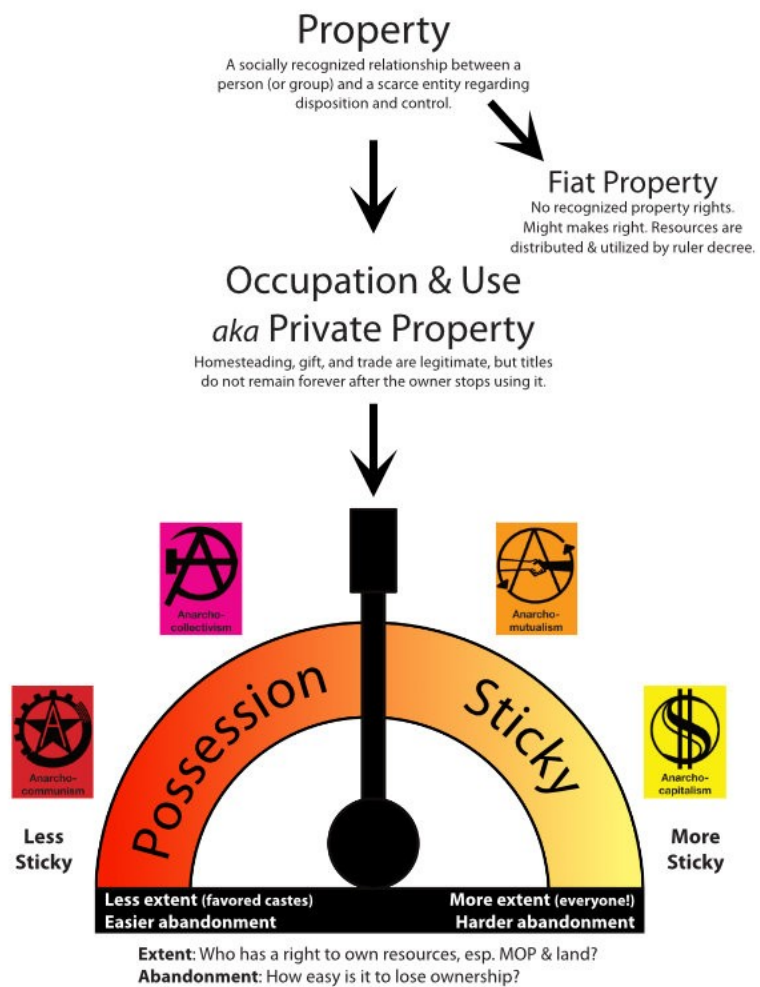 Property
A socially recognized relationship between a
person (or group) and a scarce entity regarding
disposition and control.
Fiat Property
No recognized property rights.
Might makes right. Resources are
distributed & utilized by ruler decree.
Occupation & Use
aka Private Property
Homesteading, gift, and trade are legitimate, but titles
do not remain forever after the owner stops using it.
Anarcho-
collectivism
Anarcho-
mutualism
Possession
Sticky
Anarcho-
communism
Anarcho-
capitalism
Less
Sticky
More
Sticky
Less extent (favored castes)
Easier abandonment
More extent (everyone!)
Harder abandonment
Extent: Who has a right to own resources, esp. MOP & land?
Abandonment: How easy is it to lose ownership?